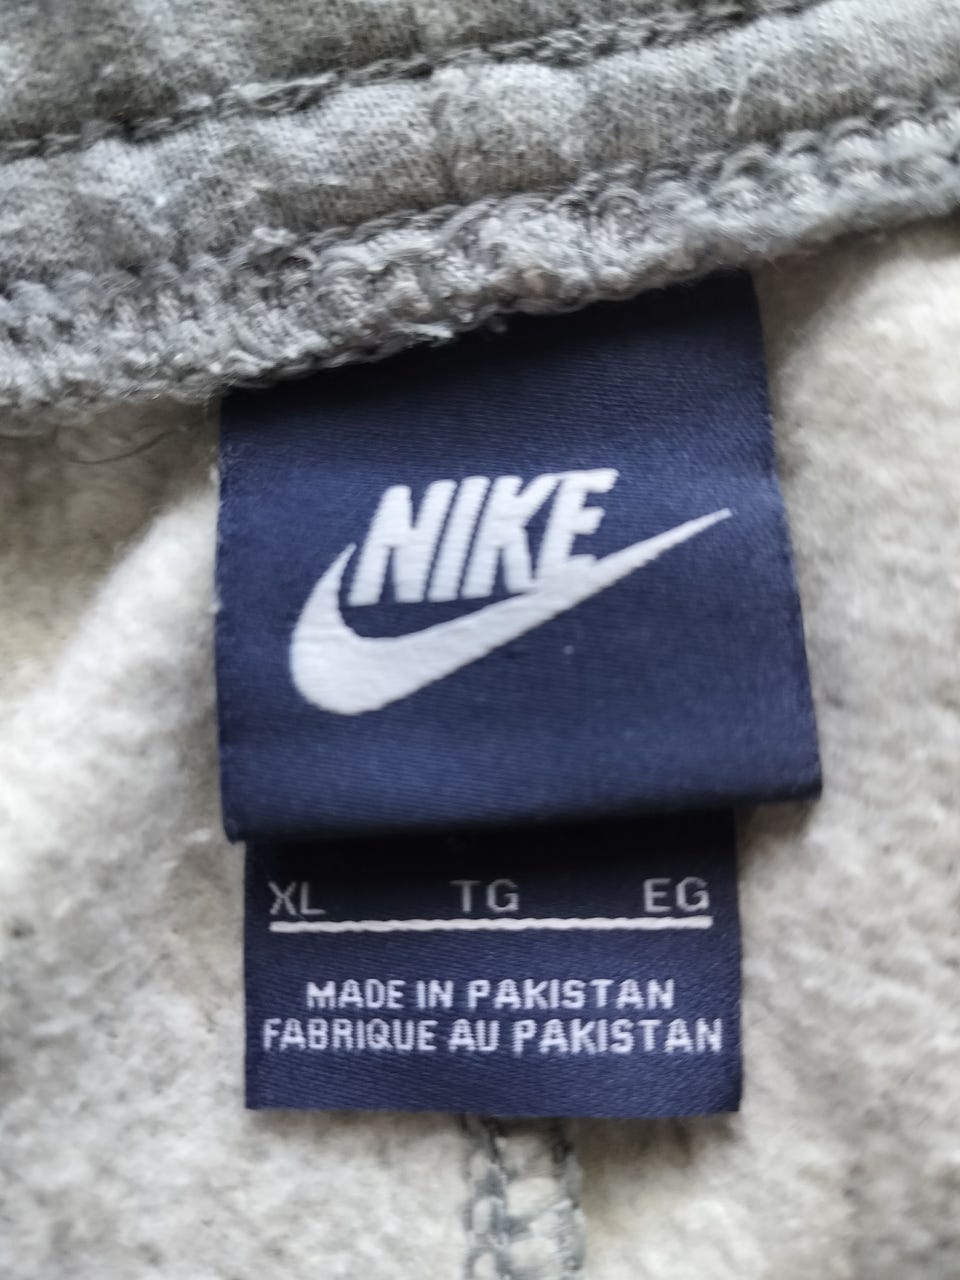 NIKE
XL TG EG
MADE IN PAKISTAN
FABRIQUE AU PAKISTAN